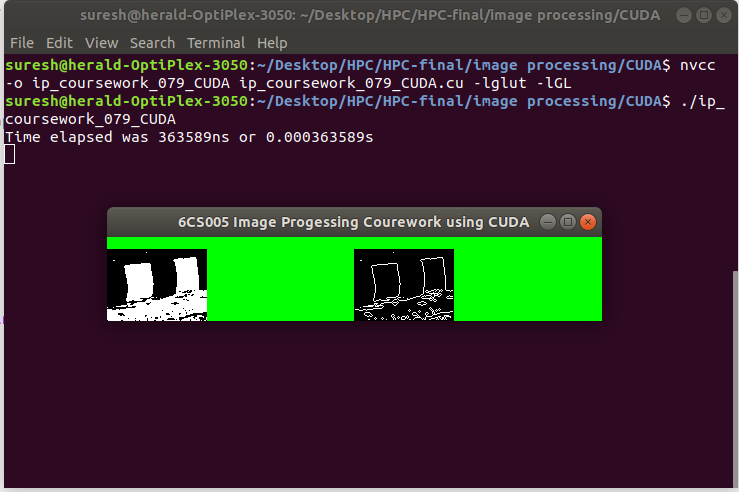 suresh@herald-OptiPlex-3050: ~/Desktop/HPC/HPC-final/image processing/CUDA
File Edit View Search Terminal Help
suresh@herald-OptiPlex-3050:~/Desktop/HPC/HPC-final/image processing/CUDA$ nvcc
-o ip_coursework_079_CUDA ip_coursework_079_CUDA.cu -lglut -lGL
suresh@herald-OptiPlex-3050:~/Desktop/HPC/HPC-final/image processing/CUDA$ ./ip_
coursework_079_CUDA
Time elapsed was 363589ns or 0.000363589s
6CS005 Image Progessing Courework using CUDA